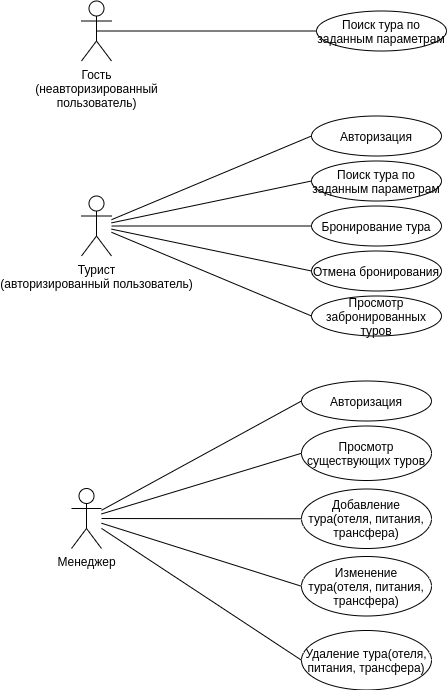 Поиск тура по
заданным параметрам
Гость
(неавторизированный
пользователь)
Авторизация
Поиск тура по
заданным параметрам
Бронирование тура
Турист
(авторизированный пользователь)
Отмена бронирования
Просмотр
забронированных
туров
Авторизация
Просмотр
существующих туров
Добавление
тура(отеля, питания,
трансфера)
Менеджер
Изменение
тура(отеля, питания,
трансфера)
Удаление тура(отеля,
питания, трансфера)